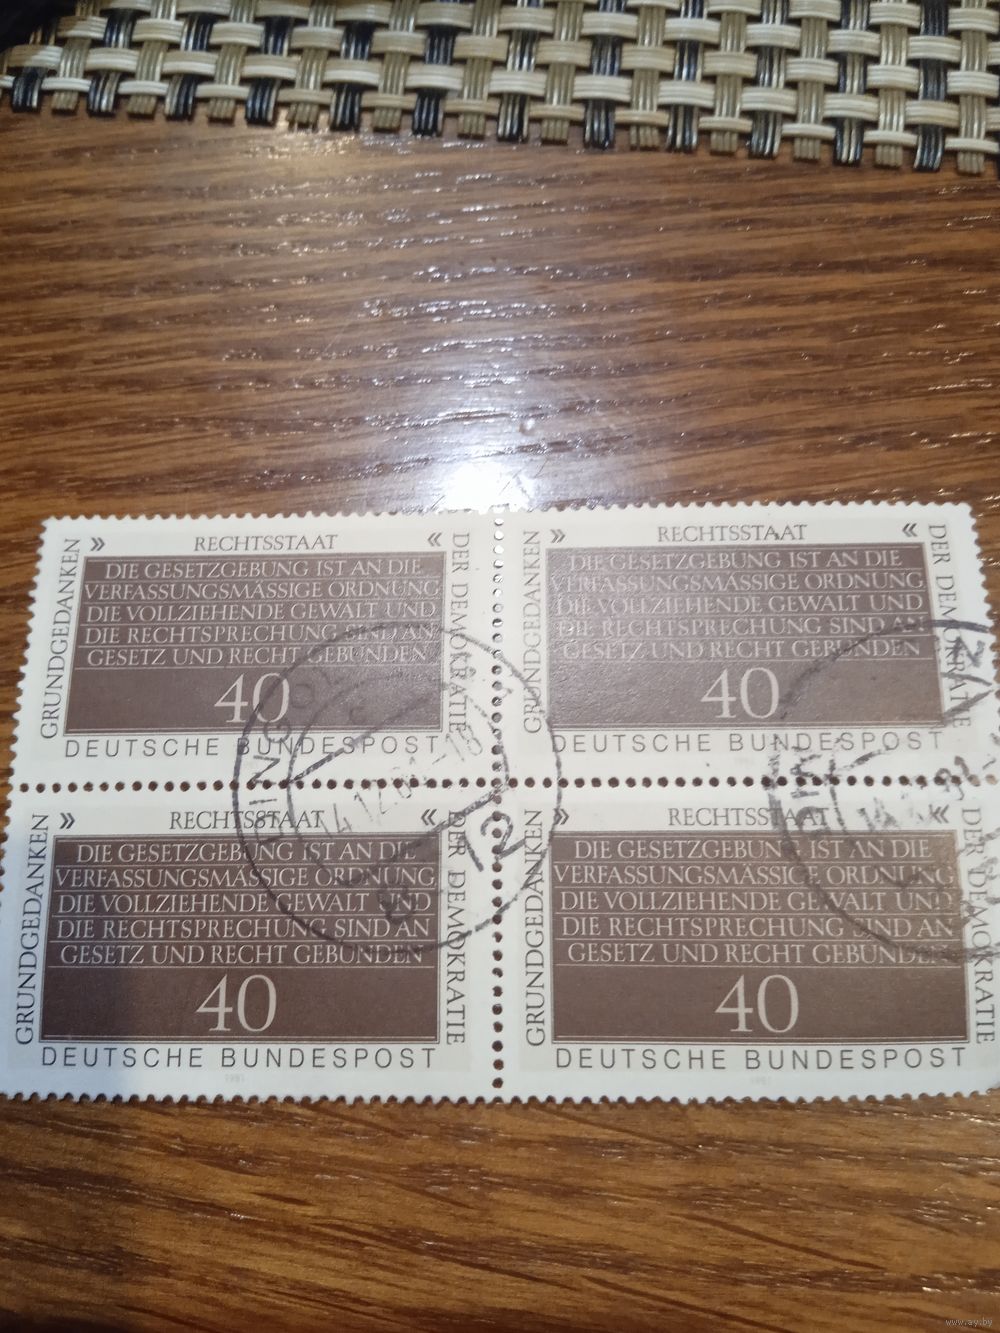 GRUNDGEDANKEN
» RECHTSSTAAT «
DIE GESETZGEBUNG IST AN DIE
VERFASSUNGSMÄSSIGE ORDNUNG
DIE VOLLZIEHENDE GEWALT UND
DIE RECHTSPRECHUNG SIND AN
GESETZ UND RECHT GEBUNDEN
40
DER DEMOKRATIE
DEUTSCHE BUNDESPOST
GRUNDGEDANKEN
» RECHTSSTAAT «
DIE GESETZGEBUNG IST AN DIE
VERFASSUNGSMÄSSIGE ORDNUNG
DIE VOLLZIEHENDE GEWALT UND
DIE RECHTSPRECHUNG SIND AN
GESETZ UND RECHT GEBUNDEN
40
DER DEMOKRATIE
DEUTSCHE BUNDESPOST
GRUNDGEDANKEN
» RECHTSSTAAT «
DIE GESETZGEBUNG IST AN DIE
VERFASSUNGSMÄSSIGE ORDNUNG
DIE VOLLZIEHENDE GEWALT UND
DIE RECHTSPRECHUNG SIND AN
GESETZ UND RECHT GEBUNDEN
40
DER DEMOKRATIE
DEUTSCHE BUNDESPOST
1981
GRUNDGEDANKEN
» RECHTSSTAAT «
DIE GESETZGEBUNG IST AN DIE
VERFASSUNGSMÄSSIGE ORDNUNG
DIE VOLLZIEHENDE GEWALT UND
DIE RECHTSPRECHUNG SIND AN
GESETZ UND RECHT GEBUNDEN
40
DER DEMOKRATIE
DEUTSCHE BUNDESPOST
1981
www.ay.by